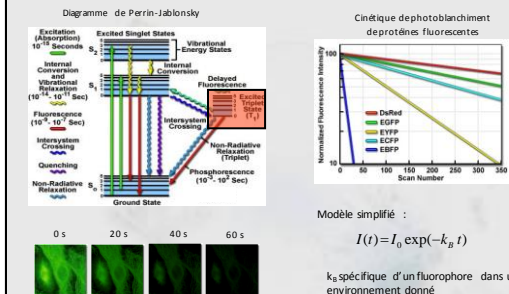 Diagramme de Perrin-Jablonsky
Excitation
(Absorption)
10⁻¹⁵ Seconds
Internal
Conversion
and
Vibrational
Relaxation
(10⁻¹⁴- 10⁻¹¹ Sec)
Fluorescence
(10⁻⁹- 10⁻⁷ Sec)
Intersystem
Crossing
Quenching
Non-Radiative
Relaxation
Excited Singlet States
S₂
Vibrational
Energy States
Internal
Conversion
S₁
Delayed
Fluorescence
Excited
Triplet
State
(T₁)
Intersystem
Crossing
Non-Radiative
Relaxation
(Triplet)
Phosphorescence
(10⁻³- 10² Sec)
S₀
Ground State
0 s
20 s
40 s
60 s
Cinétique de photoblanchiment
de protéines fluorescentes
Normalized Fluorescence Intensity
100
10
DsRed
EGFP
EYFP
ECFP
EBFP
0 50 100 150 200 250 300 350
Scan Number
Modèle simplifié :
I(t)=I₀ exp(−k_B t)
k_B spécifique d'un fluorophore dans u
environnement donné